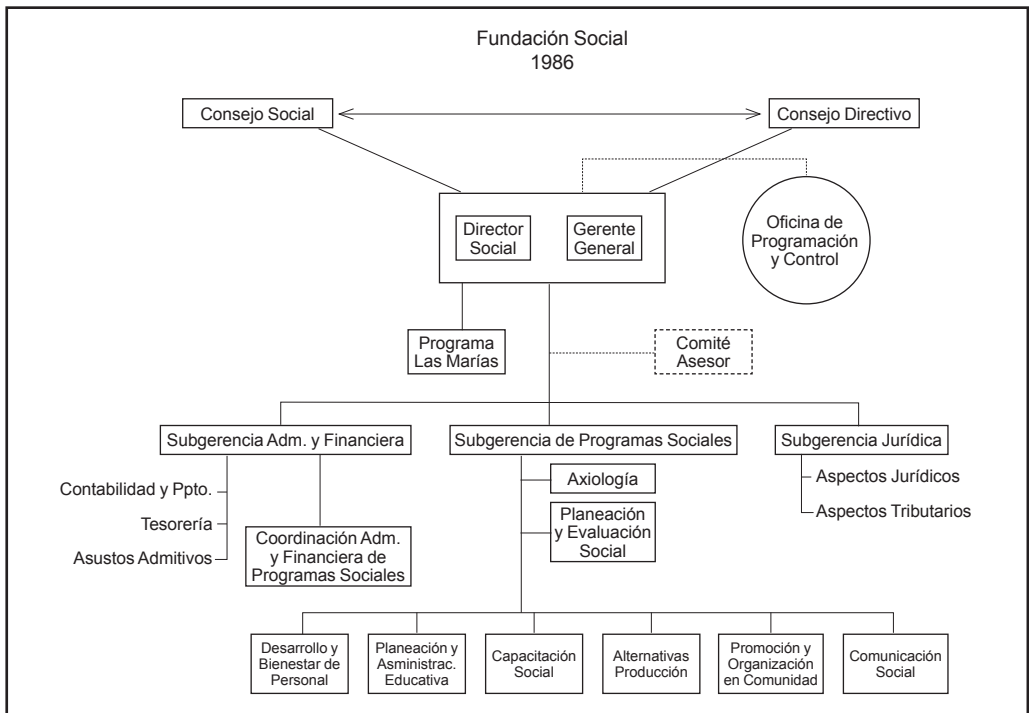 Fundación Social
1986
Consejo Social
Consejo Directivo
Director
Social
Gerente
General
Oficina de
Programación
y Control
Programa
Las Marías
Comité
Asesor
Subgerencia Adm. y Financiera
Subgerencia de Programas Sociales
Subgerencia Jurídica
Contabilidad y Ppto.
Tesorería
Asustos Admitivos
Coordinación Adm.
y Financiera de
Programas Sociales
Axiología
Planeación
y Evaluación
Social
Aspectos Jurídicos
Aspectos Tributarios
Desarrollo y
Bienestar de
Personal
Planeación y
Asministrac.
Educativa
Capacitación
Social
Alternativas
Producción
Promoción y
Organización
en Comunidad
Comunicación
Social